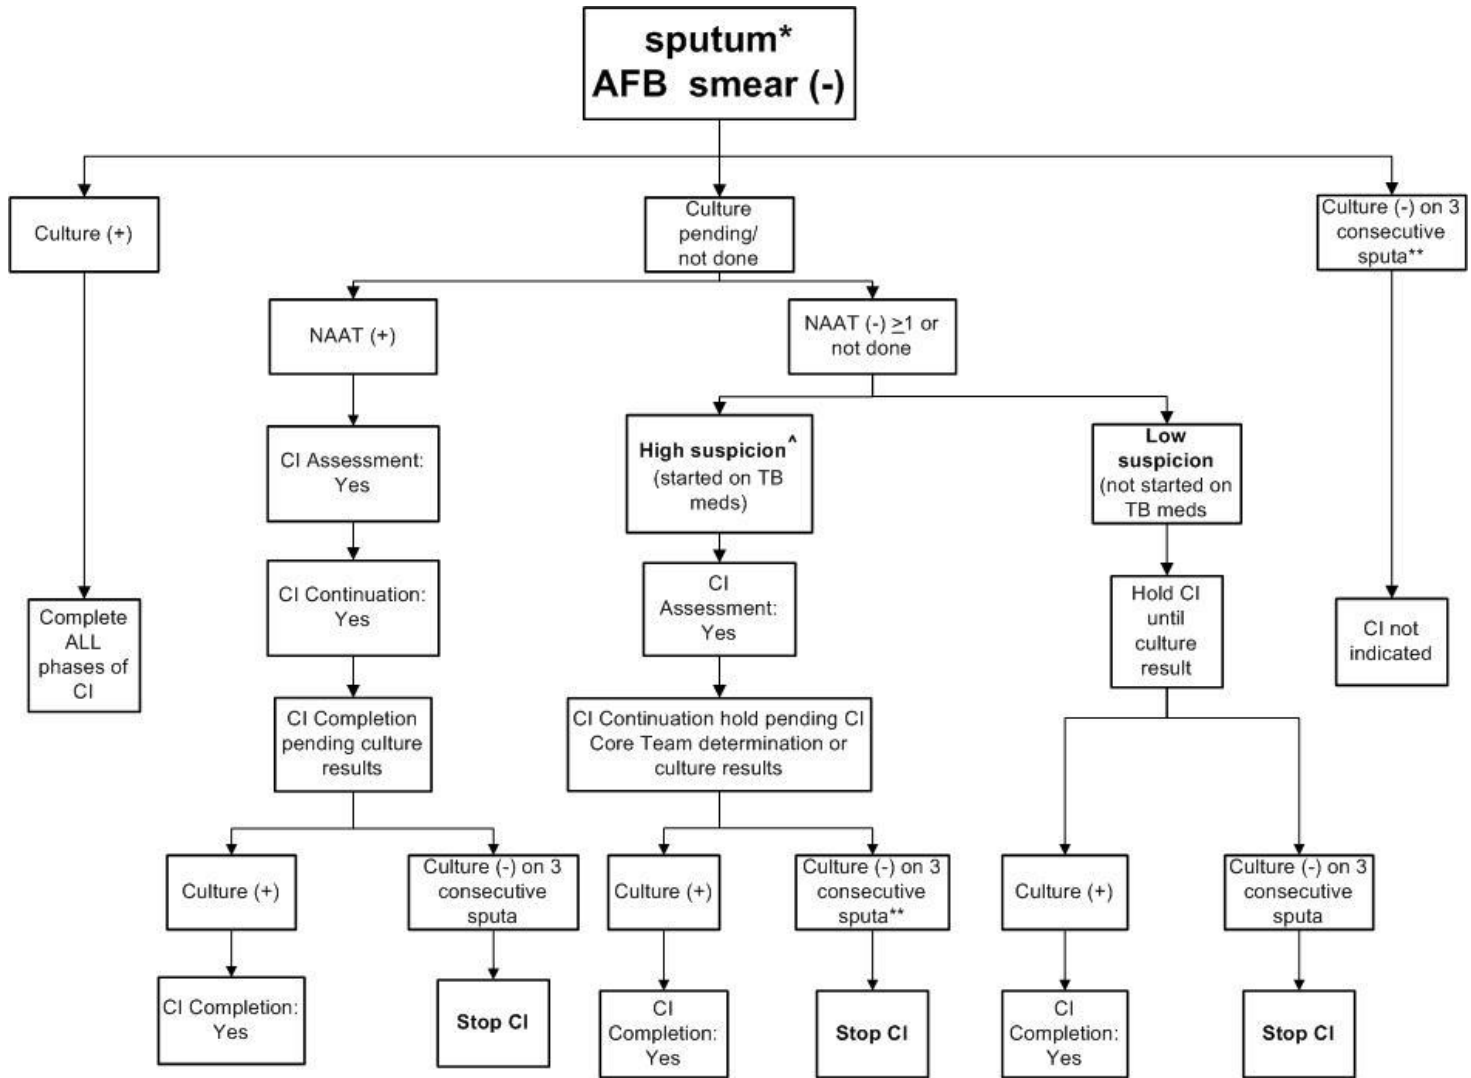 sputum*
AFB smear (-)
Culture (+)
Culture
pending/
not done
Culture (-) on 3
consecutive
sputa**
NAAT (+)
NAAT (-) ≥1 or
not done
CI Assessment:
Yes
High suspicion^
(started on TB
meds)
Low
suspicion
(not started on
TB meds
CI Continuation:
Yes
CI
Assessment:
Yes
Hold CI
until
culture
result
Complete
ALL
phases of
CI
CI not
indicated
CI Completion
pending culture
results
CI Continuation hold pending CI
Core Team determination or
culture results
Culture (+)
Culture (-) on 3
consecutive
sputa
Culture (+)
Culture (-) on 3
consecutive
sputa**
Culture (+)
Culture (-) on 3
consecutive
sputa
CI Completion:
Yes
Stop CI
CI
Completion:
Yes
Stop CI
CI
Completion:
Yes
Stop CI